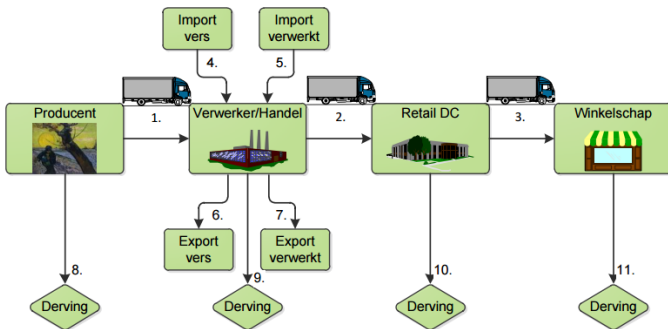 Import
vers
Import
verwerkt
4.
5.
Producent
1.
Verwerker/Handel
2.
Retail DC
3.
Winkelschap
6.
7.
Export
vers
Export
verwerkt
8.
9.
10.
11.
Derving
Derving
Derving
Derving